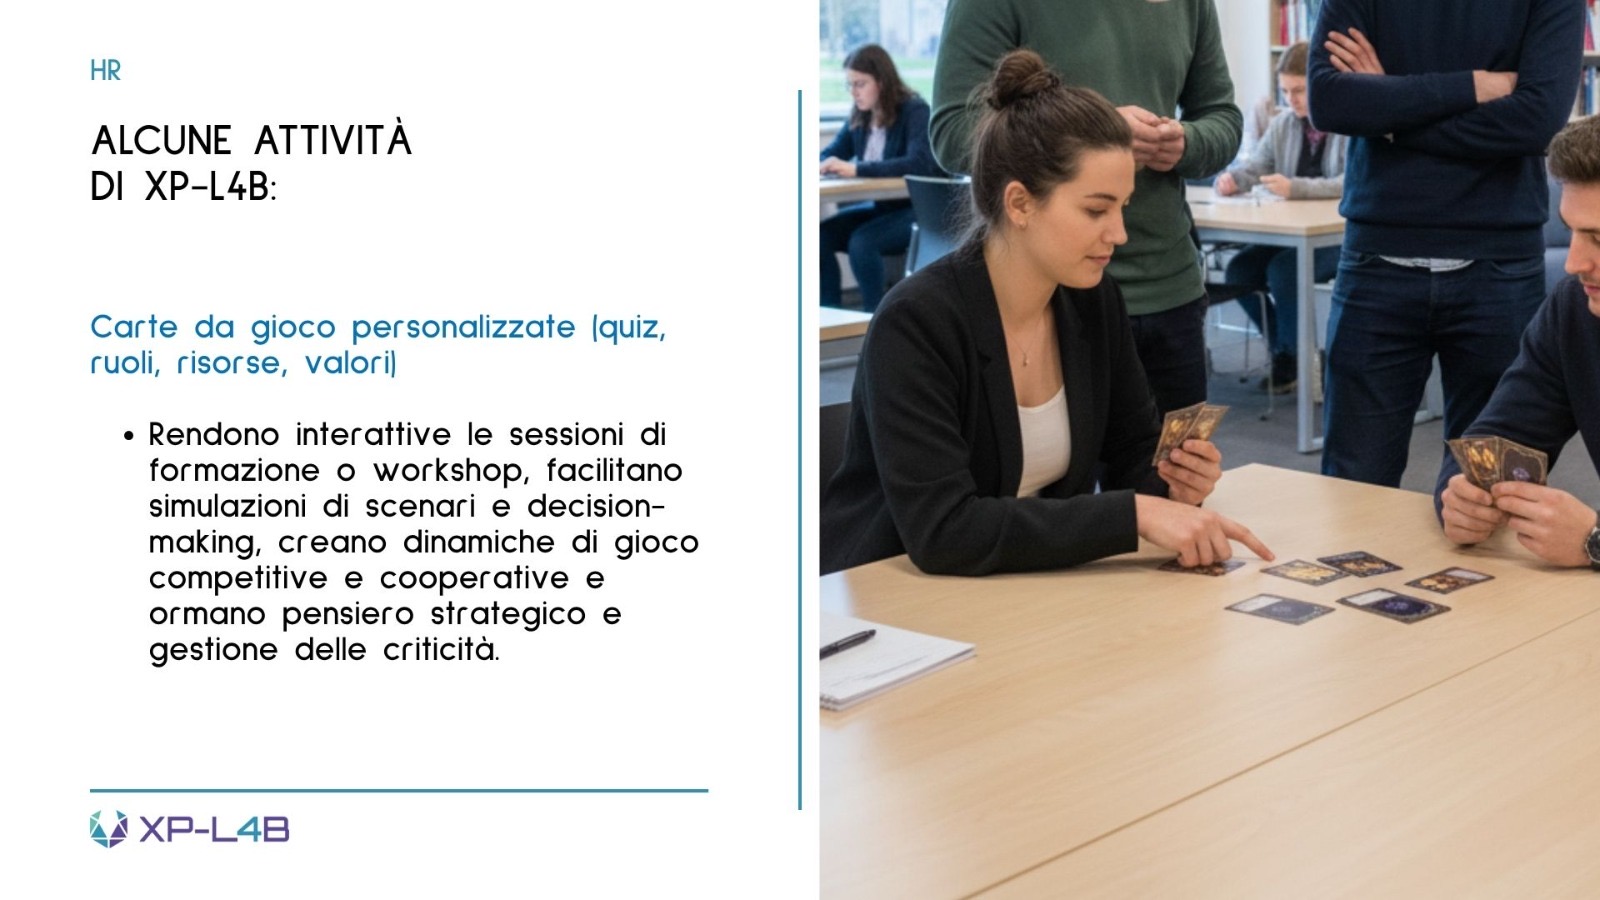 HR
ALCUNE ATTIVITÀ
DI XP-L4B:
Carte da gioco personalizzate (quiz,
ruoli, risorse, valori)
• Rendono interattive le sessioni di
formazione o workshop, facilitano
simulazioni di scenari e decision-
making, creano dinamiche di gioco
competitive e cooperative e
ormano pensiero strategico e
gestione delle criticità.
XP-L4B